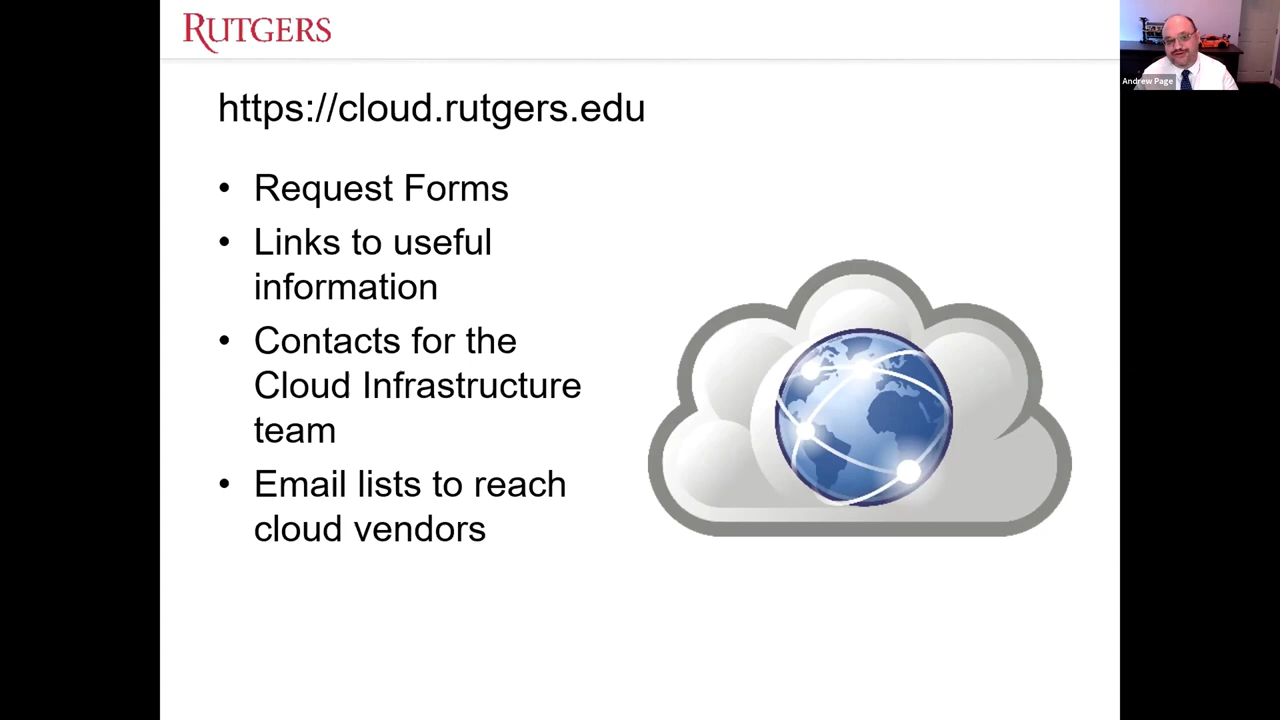 RUTGERS
https://cloud.rutgers.edu
• Request Forms
• Links to useful
information
• Contacts for the
Cloud Infrastructure
team
• Email lists to reach
cloud vendors
Andrew Page